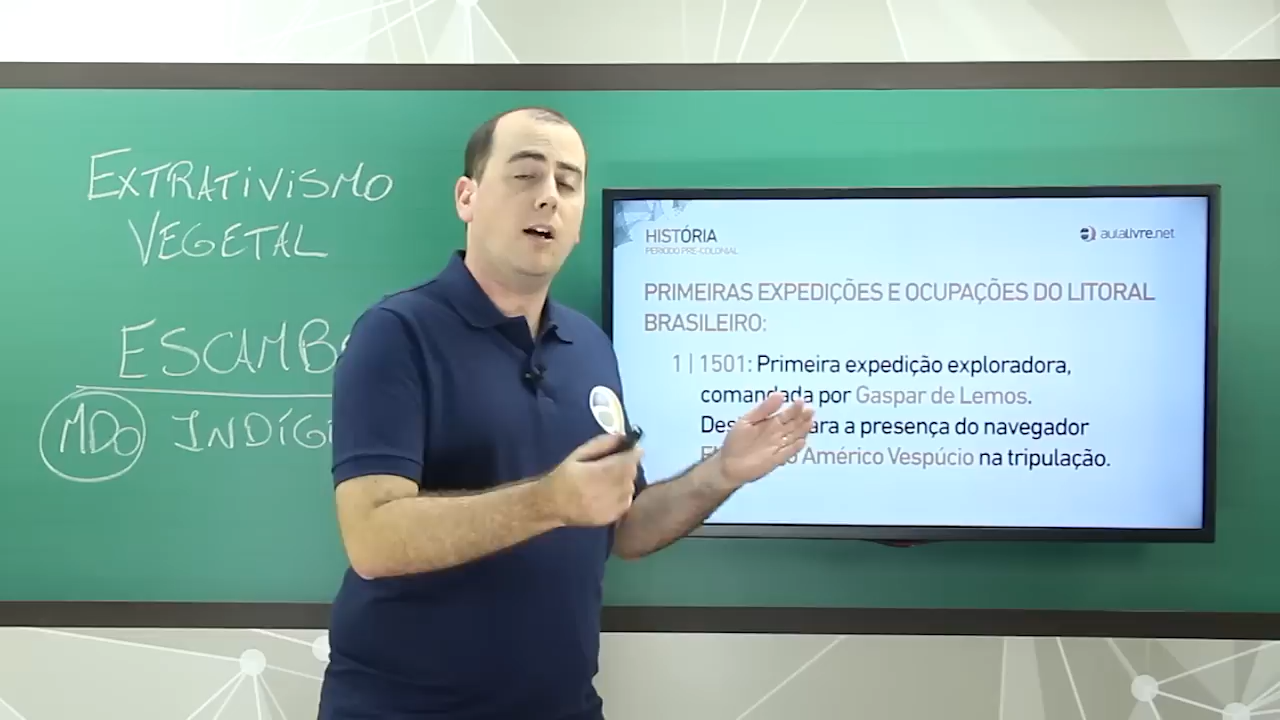 EXTRATIVISMO
VEGETAL
ESCAMB
MDO INDÍG
HISTÓRIA
PERÍODO PRÉ-COLONIAL
aulalivre.net
PRIMEIRAS EXPEDIÇÕES E OCUPAÇÕES DO LITORAL
BRASILEIRO:
1 | 1501: Primeira expedição exploradora,
comandada por Gaspar de Lemos.
a presença do navegador
Américo Vespúcio na tripulação.